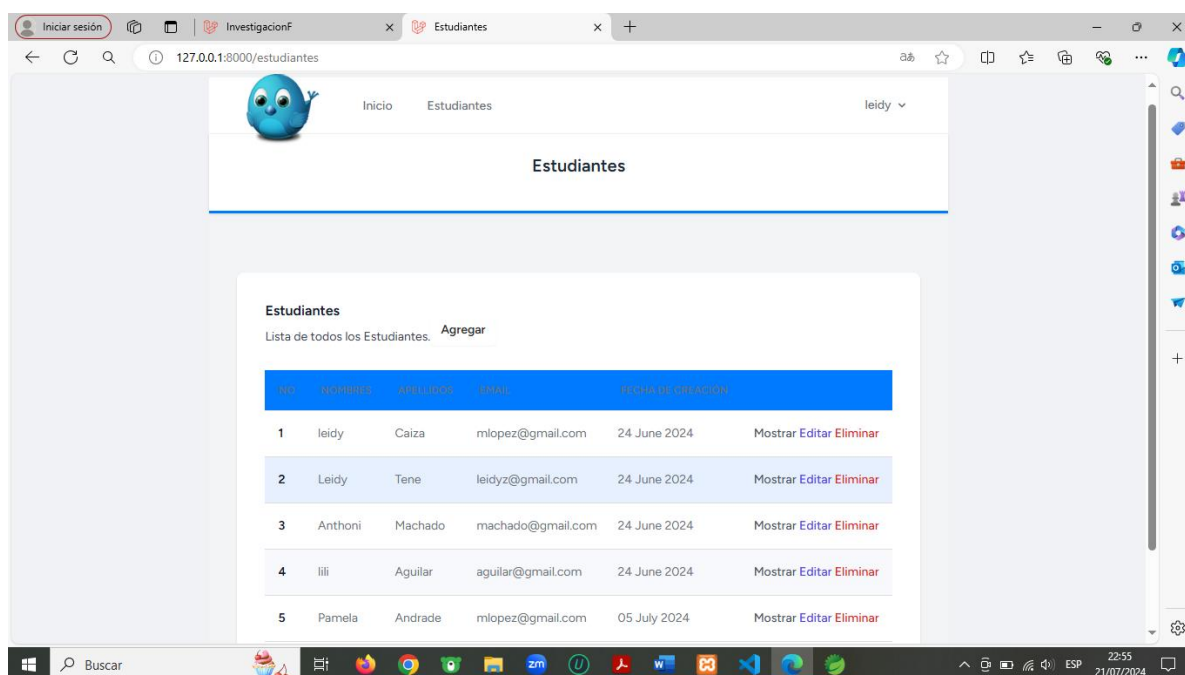 Iniciar sesión InvestigacionF Estudiantes
127.0.0.1:8000/estudiantes aあ
Inicio Estudiantes leidy
Estudiantes
Estudiantes
Lista de todos los Estudiantes. Agregar
NO NOMBRES APELLIDOS EMAIL FECHA DE CREACION
1 leidy Caiza mlopez@gmail.com 24 June 2024 Mostrar Editar Eliminar
2 Leidy Tene leidyz@gmail.com 24 June 2024 Mostrar Editar Eliminar
3 Anthoni Machado machado@gmail.com 24 June 2024 Mostrar Editar Eliminar
4 lili Aguilar aguilar@gmail.com 24 June 2024 Mostrar Editar Eliminar
5 Pamela Andrade mlopez@gmail.com 05 July 2024 Mostrar Editar Eliminar
Buscar zm W ESP 22:55
21/07/2024